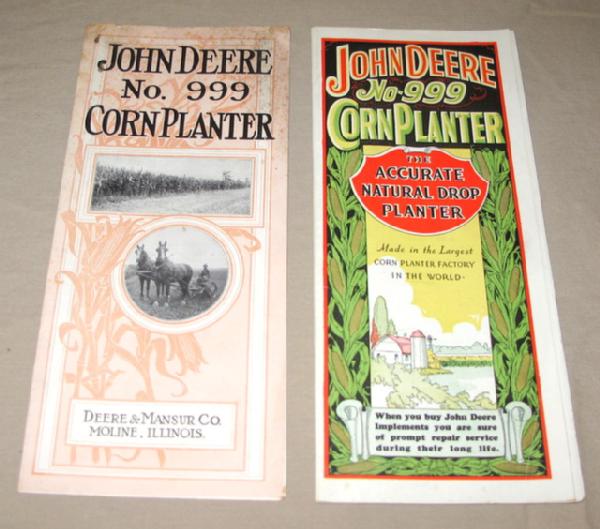 JOHN DEERE
No. 999
CORN PLANTER
DEERE & MANSUR CO.
MOLINE, ILLINOIS.
JOHN DEERE
No. 999
CORN PLANTER
THE
ACCURATE
NATURAL DROP
PLANTER
Made in the Largest
CORN PLANTER FACTORY
IN THE WORLD.
When you buy John Deere
Implements you are sure
of prompt repair service
during their long life.